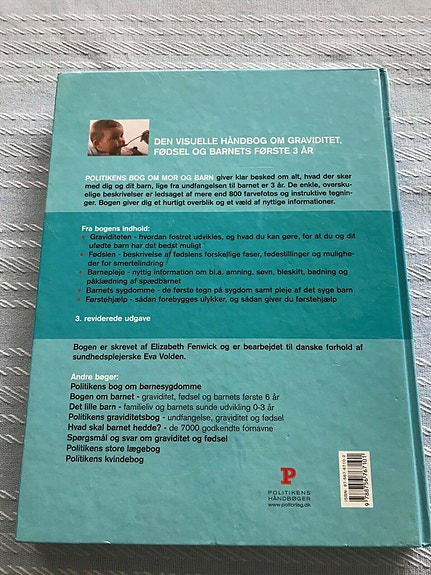 DEN VISUELLE HÅNDBOG OM GRAVIDITET,
FØDSEL OG BARNETS FØRSTE 3 ÅR
POLITIKENS BOG OM MOR OG BARN giver klar besked om alt, hvad der sker
med dig og dit barn, lige fra undfangelsen til barnet er 3 år. De enkle, oversku-
elige beskrivelser er ledsaget af mere end 800 farvefotos og instruktive tegnin-
ger. Bogen giver dig et hurtigt overblik og et væld af nyttige informationer.
Fra bogens indhold:
• Graviditeten - hvordan fostret udvikles, og hvad du kan gøre, for at du og dit
ufødte barn har det bedst muligt
• Fødslen - beskrivelse af fødslens forskellige faser, fødestillinger og mulighe-
der for smertelindring
• Barnepleje - nyttig information om bl.a. amning, søvn, bleskift, badning og
påklædning af spædbarnet
• Barnets sygdomme - de første tegn på sygdom samt pleje af det syge barn
• Førstehjælp - sådan forebygges ulykker, og sådan giver du førstehjælp
3. reviderede udgave
Bogen er skrevet af Elizabeth Fenwick og er bearbejdet til danske forhold af
sundhedsplejerske Eva Volden.
Andre bøger:
Politikens bog om børnesygdomme
Bogen om barnet - graviditet, fødsel og barnets første 6 år
Det lille barn - familieliv og barnets sunde udvikling 0-3 år
Politikens graviditetsbog - undfangelse, graviditet og fødsel
Hvad skal barnet hedde? - de 7000 godkendte fornavne
Spørgsmål og svar om graviditet og fødsel
Politikens store lægebog
Politikens kvindebog
P
POLITIKENS
HÅNDBØGER
www.polforlag.dk
ISBN 87-567-6710-2
9788756767101